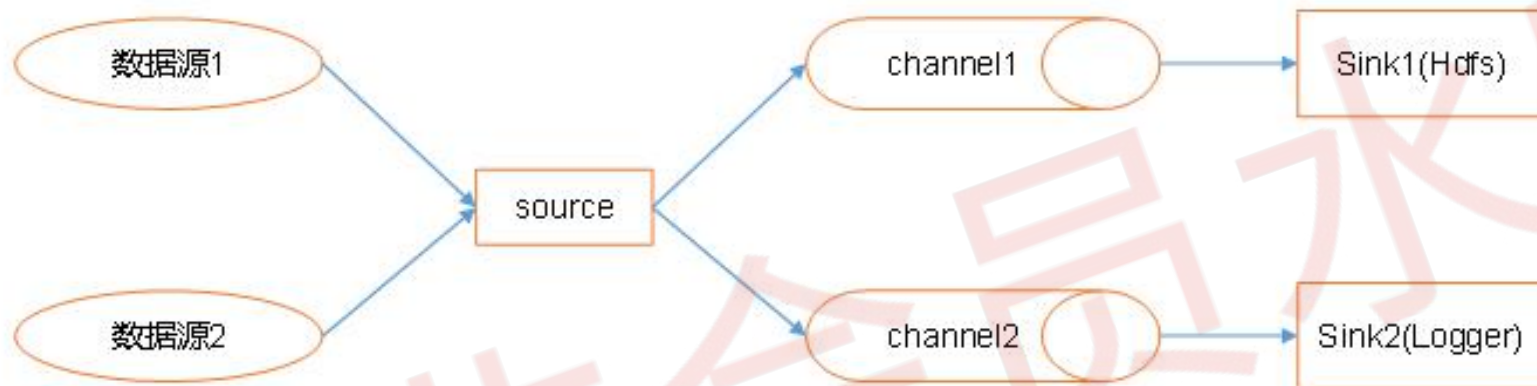 数据源1
channel1
Sink1(Hdfs)
source
数据源2
channel2
Sink2(Logger)